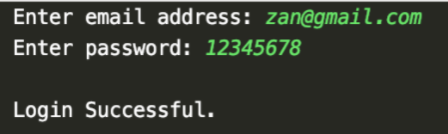 Enter email address: zan@gmail.com
Enter password: 12345678
Login Successful.